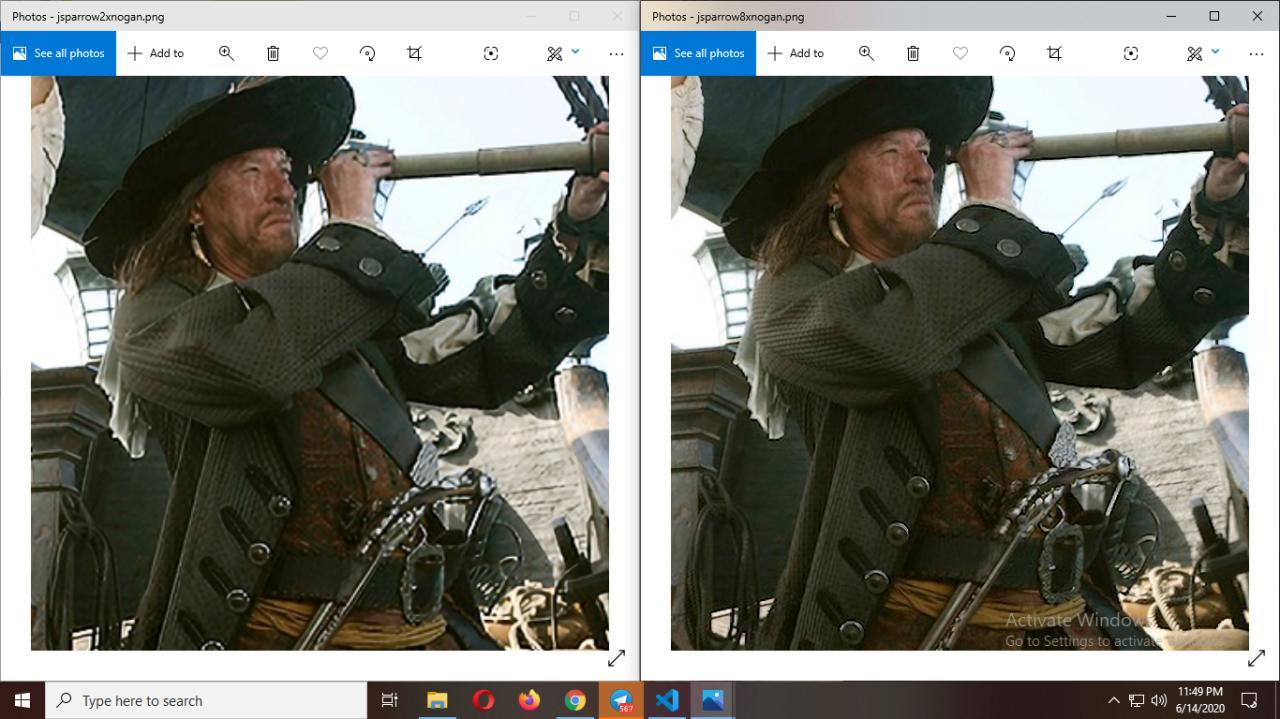 Photos - jsparrow2xnogan.png
See all photos
Add to
Photos - jsparrow8xnogan.png
See all photos
Add to
Activate Windows
Go to Settings to activate
Type here to search
567
11:49 PM
6/14/2020